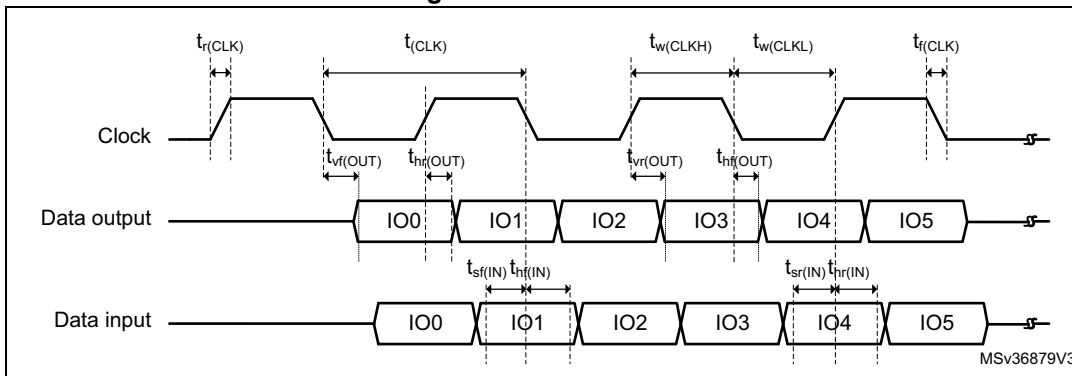 tr(CLK) t(CLK) tw(CLKH) tw(CLKL) tf(CLK)
Clock
tvf(OUT) thr(OUT) tvr(OUT) thf(OUT)
Data output IO0 IO1 IO2 IO3 IO4 IO5
tsf(IN) thf(IN) tsr(IN) thr(IN)
Data input IO0 IO1 IO2 IO3 IO4 IO5
MSv36879V3